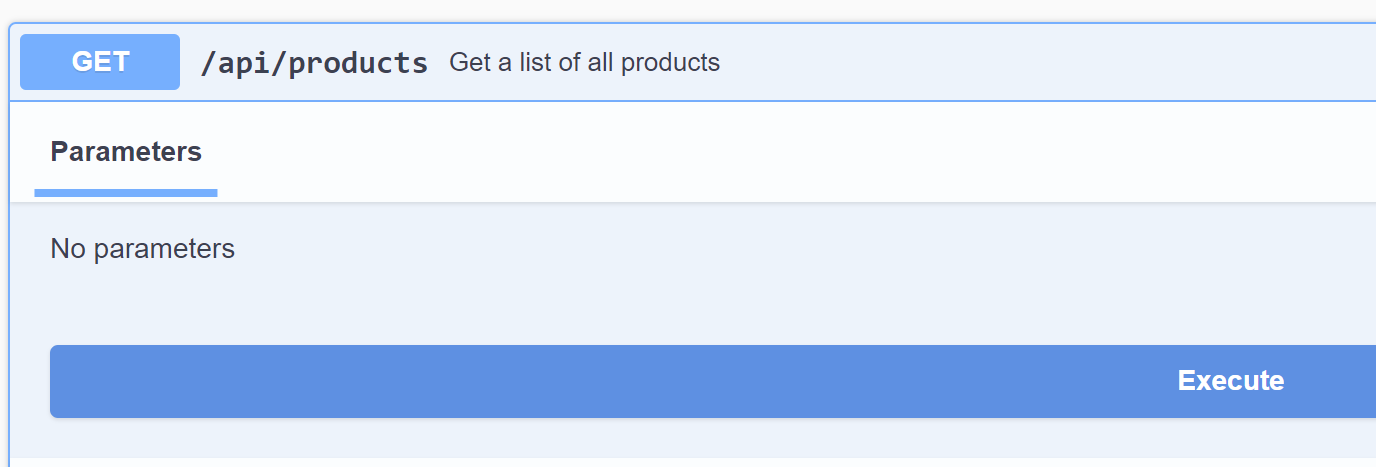 GET /api/products Get a list of all products
Parameters
No parameters
Execute